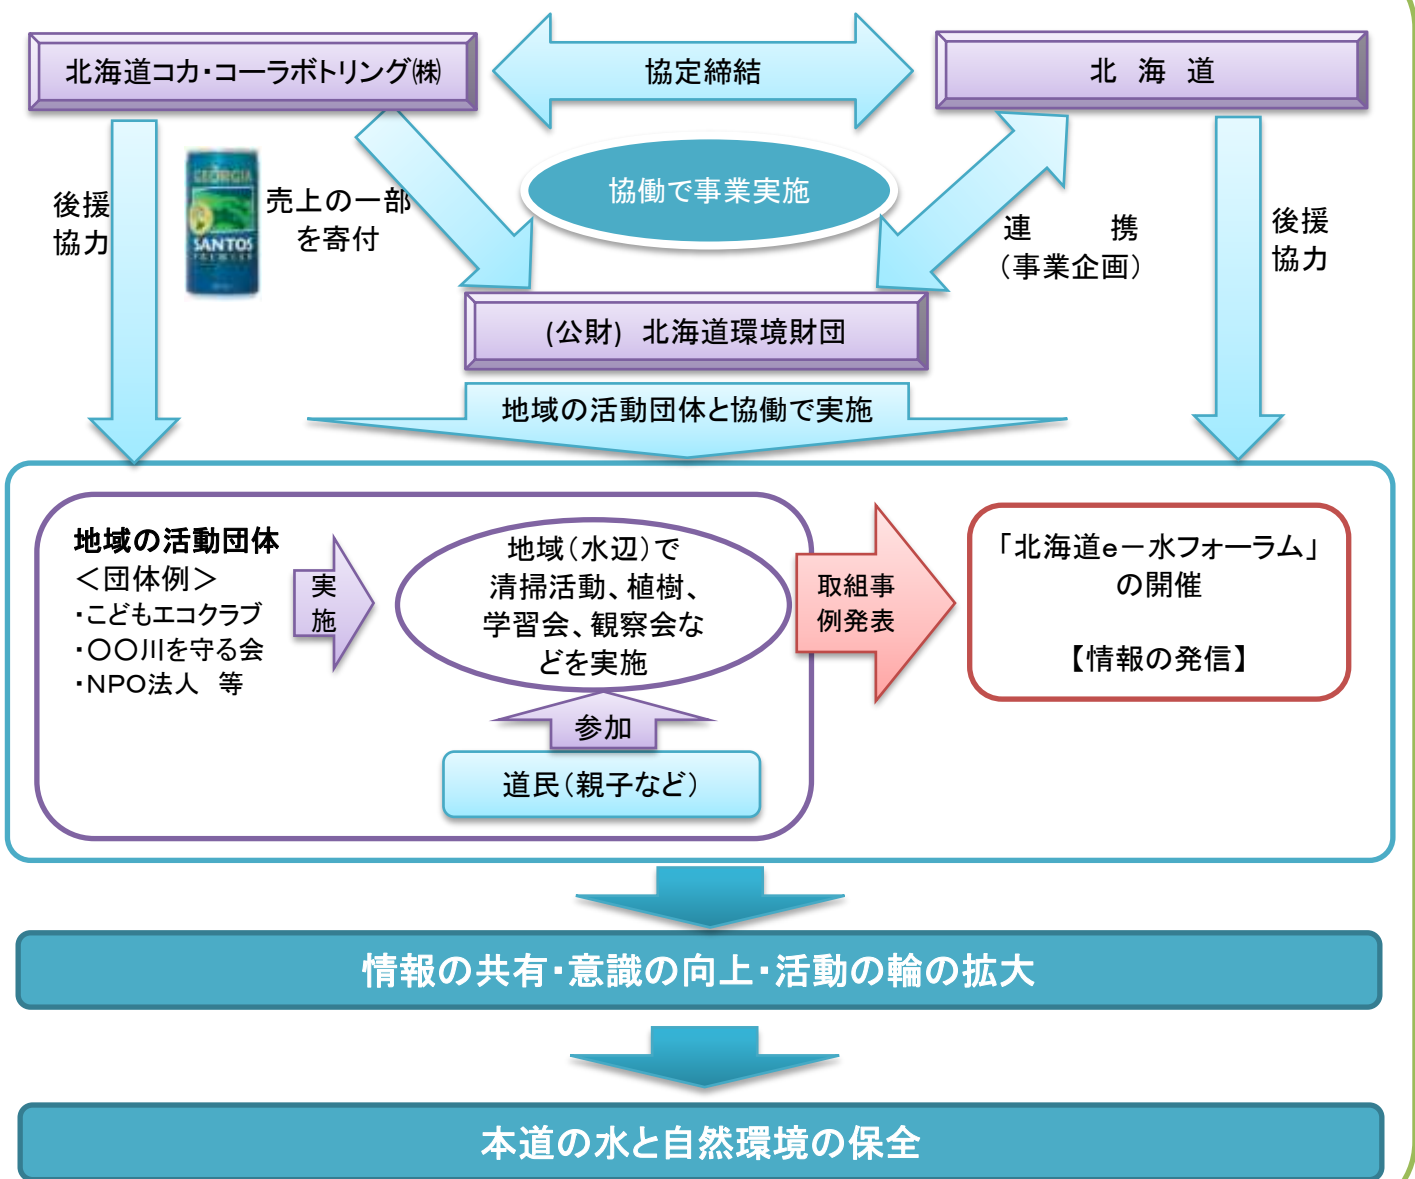 北海道コカ・コーラボトリング㈱
協定締結
北　海　道
後援
協力
GEORGIA
SANTOS
PREMIUM
売上の一部
を寄付
協働で事業実施
連　　携
（事業企画）
後援
協力
(公財)　北海道環境財団
地域の活動団体と協働で実施
地域の活動団体
＜団体例＞
・こどもエコクラブ
・〇〇川を守る会
・ＮＰＯ法人　等
実
施
地域（水辺）で
清掃活動、植樹、
学習会、観察会な
どを実施
参加
道民（親子など）
取組事
例発表
「北海道ｅ－水フォーラム」
の開催
【情報の発信】
情報の共有・意識の向上・活動の輪の拡大
本道の水と自然環境の保全